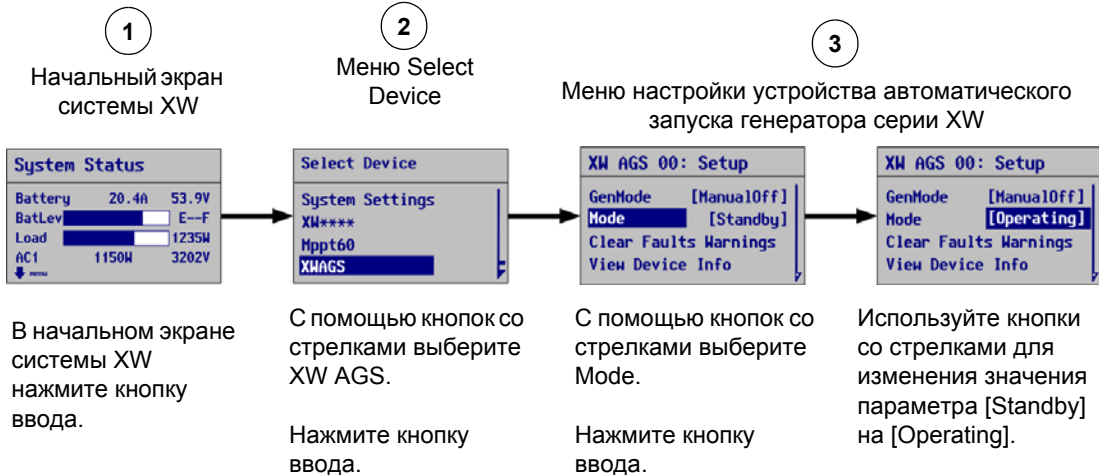 1
Начальный экран
системы XW
System Status
Battery 20.4A 53.9V
BatLev E--F
Load 1235W
AC1 1150W 3202V
menu
В начальном экране
системы XW
нажмите кнопку
ввода.
2
Меню Select
Device
Select Device
System Settings
XW****
Mppt60
XWAGS
С помощью кнопок со
стрелками выберите
XW AGS.
Нажмите кнопку
ввода.
3
Меню настройки устройства автоматического
запуска генератора серии XW
XW AGS 00: Setup
GenMode [ManualOff]
Mode [Standby]
Clear Faults Warnings
View Device Info
С помощью кнопок со
стрелками выберите
Mode.
Нажмите кнопку
ввода.
XW AGS 00: Setup
GenMode [ManualOff]
Mode [Operating]
Clear Faults Warnings
View Device Info
Используйте кнопки
со стрелками для
изменения значения
параметра [Standby]
на [Operating].